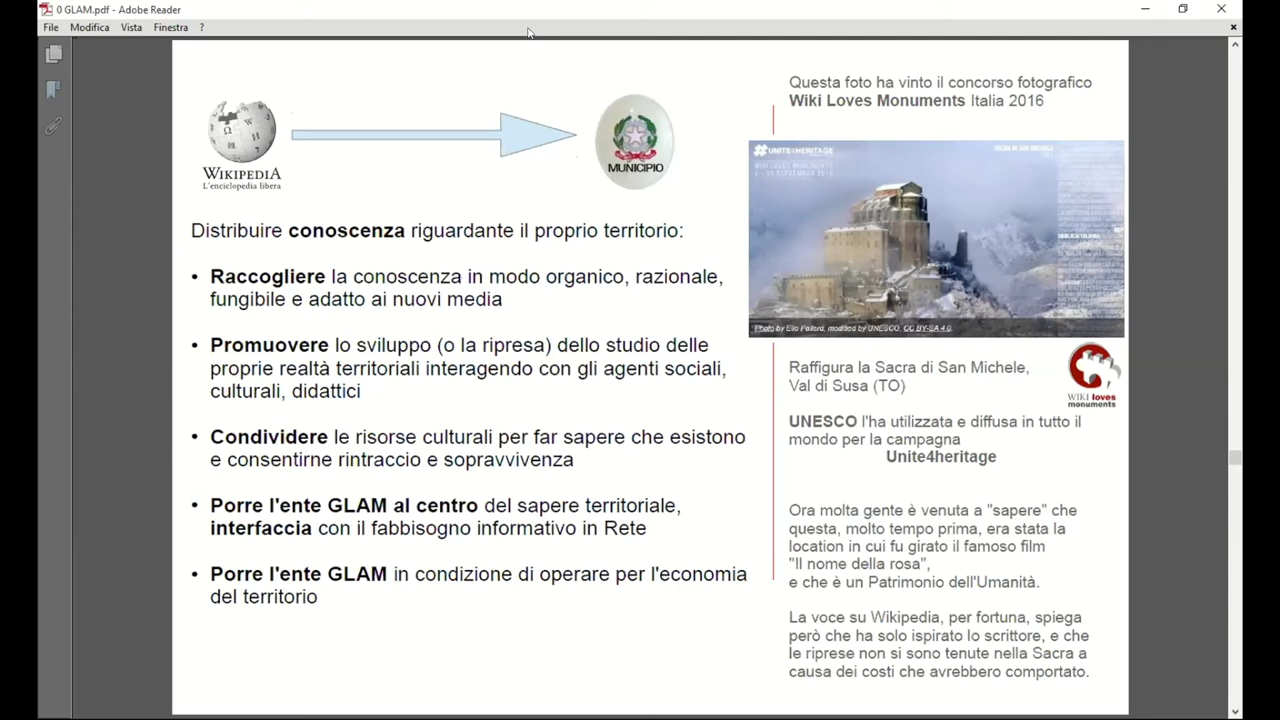 0 GLAM.pdf - Adobe Reader
File Modifica Vista Finestra ?
WIKIPEDIA
L'enciclopedia libera
MUNICIPIO
Distribuire conoscenza riguardante il proprio territorio:
• Raccogliere la conoscenza in modo organico, razionale,
fungibile e adatto ai nuovi media
• Promuovere lo sviluppo (o la ripresa) dello studio delle
proprie realtà territoriali interagendo con gli agenti sociali,
culturali, didattici
• Condividere le risorse culturali per far sapere che esistono
e consentirne rintraccio e sopravvivenza
• Porre l'ente GLAM al centro del sapere territoriale,
interfaccia con il fabbisogno informativo in Rete
• Porre l'ente GLAM in condizione di operare per l'economia
del territorio
Questa foto ha vinto il concorso fotografico
Wiki Loves Monuments Italia 2016
#UNITE4HERITAGE
SACRA DI SAN MICHELE
Photo by Elio Pallard, modified by UNESCO, CC BY-SA 4.0.
Raffigura la Sacra di San Michele,
Val di Susa (TO)
WIKI loves
monuments
UNESCO l'ha utilizzata e diffusa in tutto il
mondo per la campagna
Unite4heritage
Ora molta gente è venuta a "sapere" che
questa, molto tempo prima, era stata la
location in cui fu girato il famoso film
"Il nome della rosa",
e che è un Patrimonio dell'Umanità.
La voce su Wikipedia, per fortuna, spiega
però che ha solo ispirato lo scrittore, e che
le riprese non si sono tenute nella Sacra a
causa dei costi che avrebbero comportato.